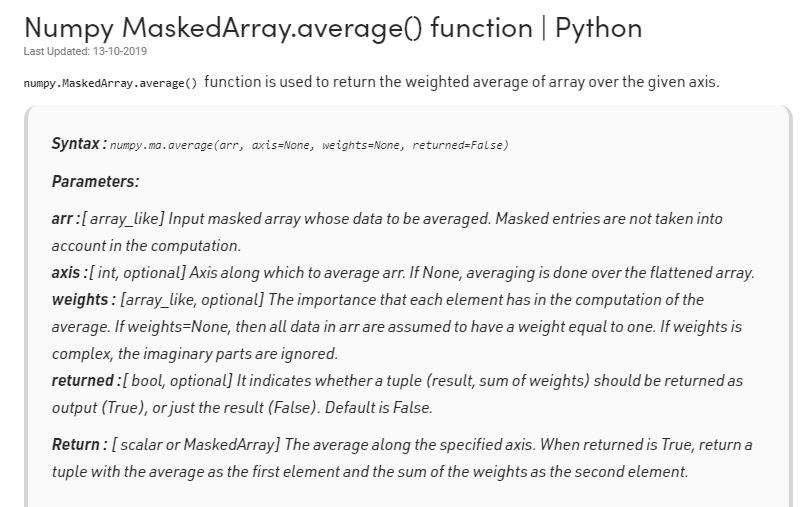 Numpy MaskedArray.average() function | Python
Last Updated: 13-10-2019
numpy.MaskedArray.average() function is used to return the weighted average of array over the given axis.
Syntax : numpy.ma.average(arr, axis=None, weights=None, returned=False)
Parameters:
arr :[ array_like] Input masked array whose data to be averaged. Masked entries are not taken into
account in the computation.
axis :[ int, optional] Axis along which to average arr. If None, averaging is done over the flattened array.
weights : [array_like, optional] The importance that each element has in the computation of the
average. If weights=None, then all data in arr are assumed to have a weight equal to one. If weights is
complex, the imaginary parts are ignored.
returned :[ bool, optional] It indicates whether a tuple (result, sum of weights) should be returned as
output (True), or just the result (False). Default is False.
Return : [ scalar or MaskedArray] The average along the specified axis. When returned is True, return a
tuple with the average as the first element and the sum of the weights as the second element.